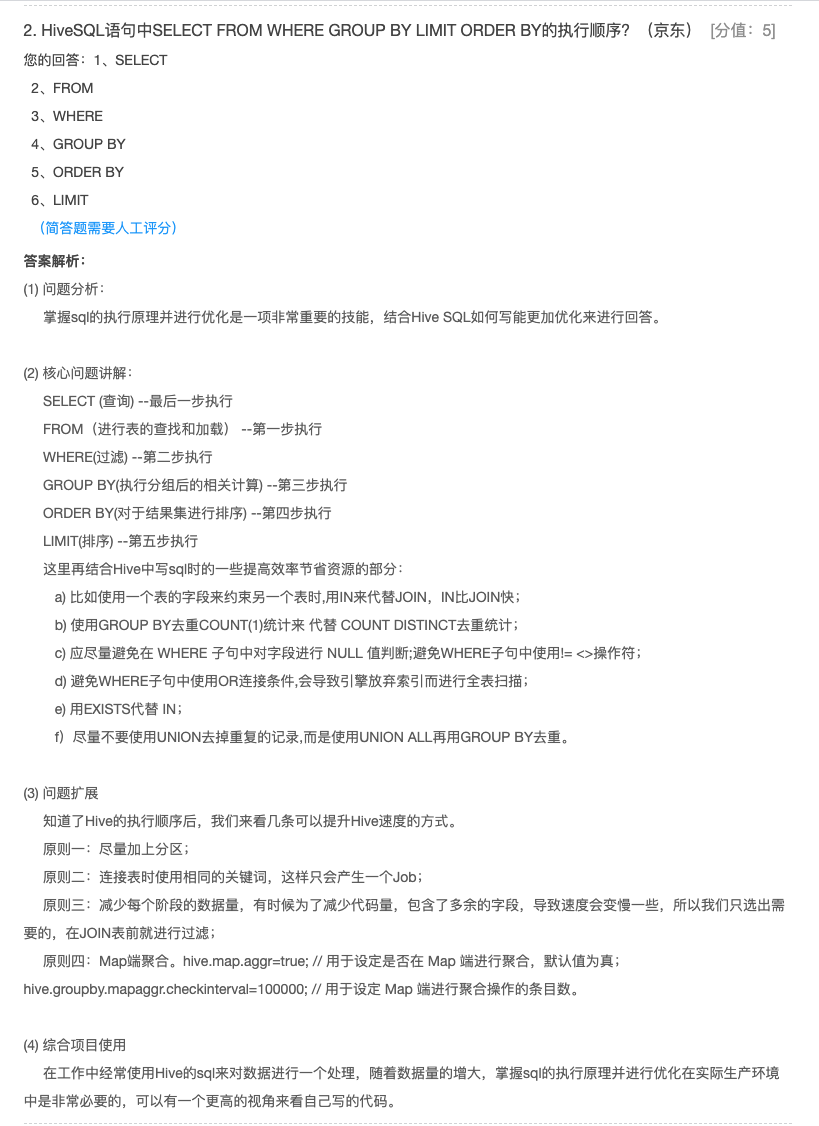 2. HiveSQL语句中SELECT FROM WHERE GROUP BY LIMIT ORDER BY的执行顺序？（京东） [分值：5]
您的回答：1、SELECT
2、FROM
3、WHERE
4、GROUP BY
5、ORDER BY
6、LIMIT
（简答题需要人工评分）
答案解析：
(1) 问题分析：
掌握sql的执行原理并进行优化是一项非常重要的技能，结合Hive SQL如何写能更加优化来进行回答。
(2) 核心问题讲解：
SELECT (查询) --最后一步执行
FROM（进行表的查找和加载） --第一步执行
WHERE(过滤) --第二步执行
GROUP BY(执行分组后的相关计算) --第三步执行
ORDER BY(对于结果集进行排序) --第四步执行
LIMIT(排序) --第五步执行
这里再结合Hive中写sql时的一些提高效率节省资源的部分：
a) 比如使用一个表的字段来约束另一个表时,用IN来代替JOIN，IN比JOIN快；
b) 使用GROUP BY去重COUNT(1)统计来 代替 COUNT DISTINCT去重统计；
c) 应尽量避免在 WHERE 子句中对字段进行 NULL 值判断;避免WHERE子句中使用!= <>操作符；
d) 避免WHERE子句中使用OR连接条件,会导致引擎放弃索引而进行全表扫描；
e) 用EXISTS代替 IN；
f）尽量不要使用UNION去掉重复的记录,而是使用UNION ALL再用GROUP BY去重。
(3) 问题扩展
知道了Hive的执行顺序后，我们来看几条可以提升Hive速度的方式。
原则一：尽量加上分区；
原则二：连接表时使用相同的关键词，这样只会产生一个Job；
原则三：减少每个阶段的数据量，有时候为了减少代码量，包含了多余的字段，导致速度会变慢一些，所以我们只选出需
要的，在JOIN表前就进行过滤；
原则四：Map端聚合。hive.map.aggr=true; // 用于设定是否在 Map 端进行聚合，默认值为真；
hive.groupby.mapaggr.checkinterval=100000; // 用于设定 Map 端进行聚合操作的条目数。
(4) 综合项目使用
在工作中经常使用Hive的sql来对数据进行一个处理，随着数据量的增大，掌握sql的执行原理并进行优化在实际生产环境
中是非常必要的，可以有一个更高的视角来看自己写的代码。